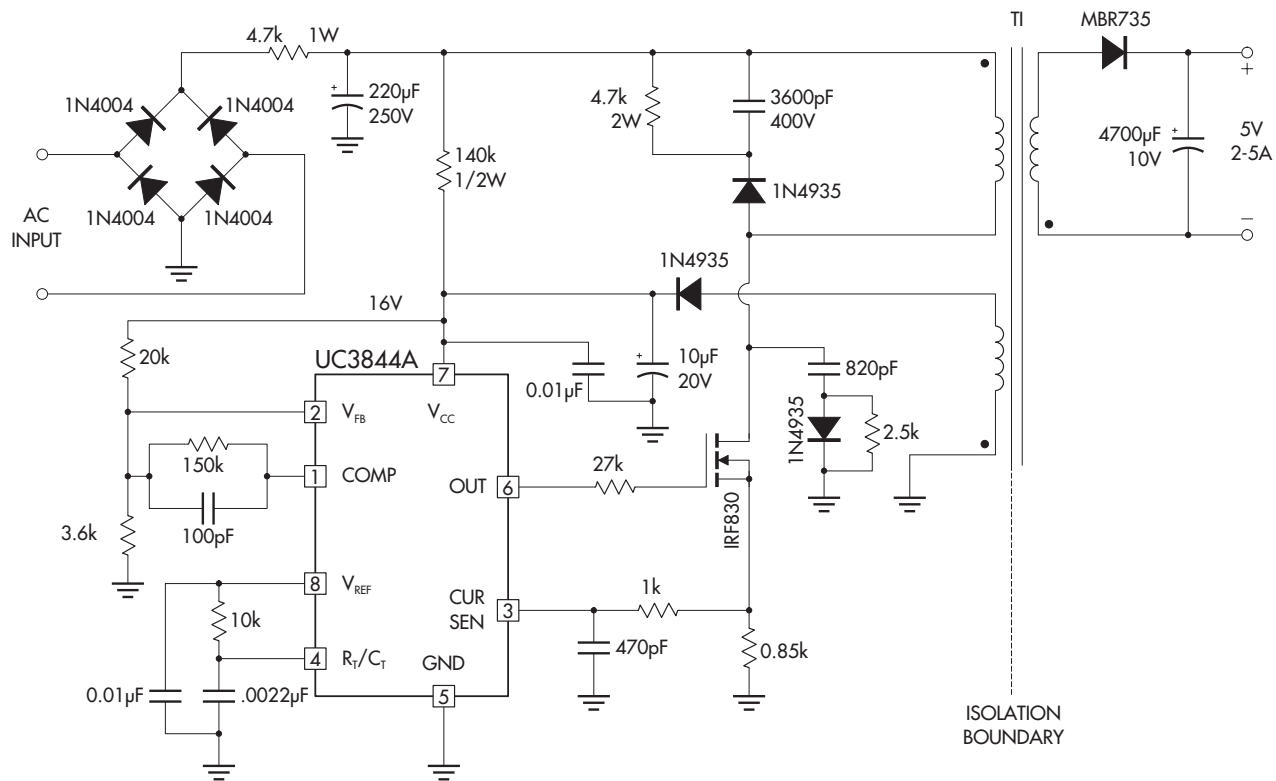 4.7k 1W
TI
MBR735
1N4004
1N4004
1N4004
1N4004
AC
INPUT
+
220µF
250V
4.7k
2W
3600pF
400V
140k
1/2W
1N4935
+
4700µF
10V
+
5V
2-5A
−
1N4935
16V
20k
UC3844A
7
0.01µF
+
10µF
20V
820pF
1N4935
2.5k
2 VFB
VCC
150k
1 COMP
100pF
OUT 6
27k
IRF830
3.6k
8 VREF
10k
CUR
SEN
3
1k
470pF
0.85k
4 RT/CT
GND
5
0.01µF
.0022µF
ISOLATION
BOUNDARY